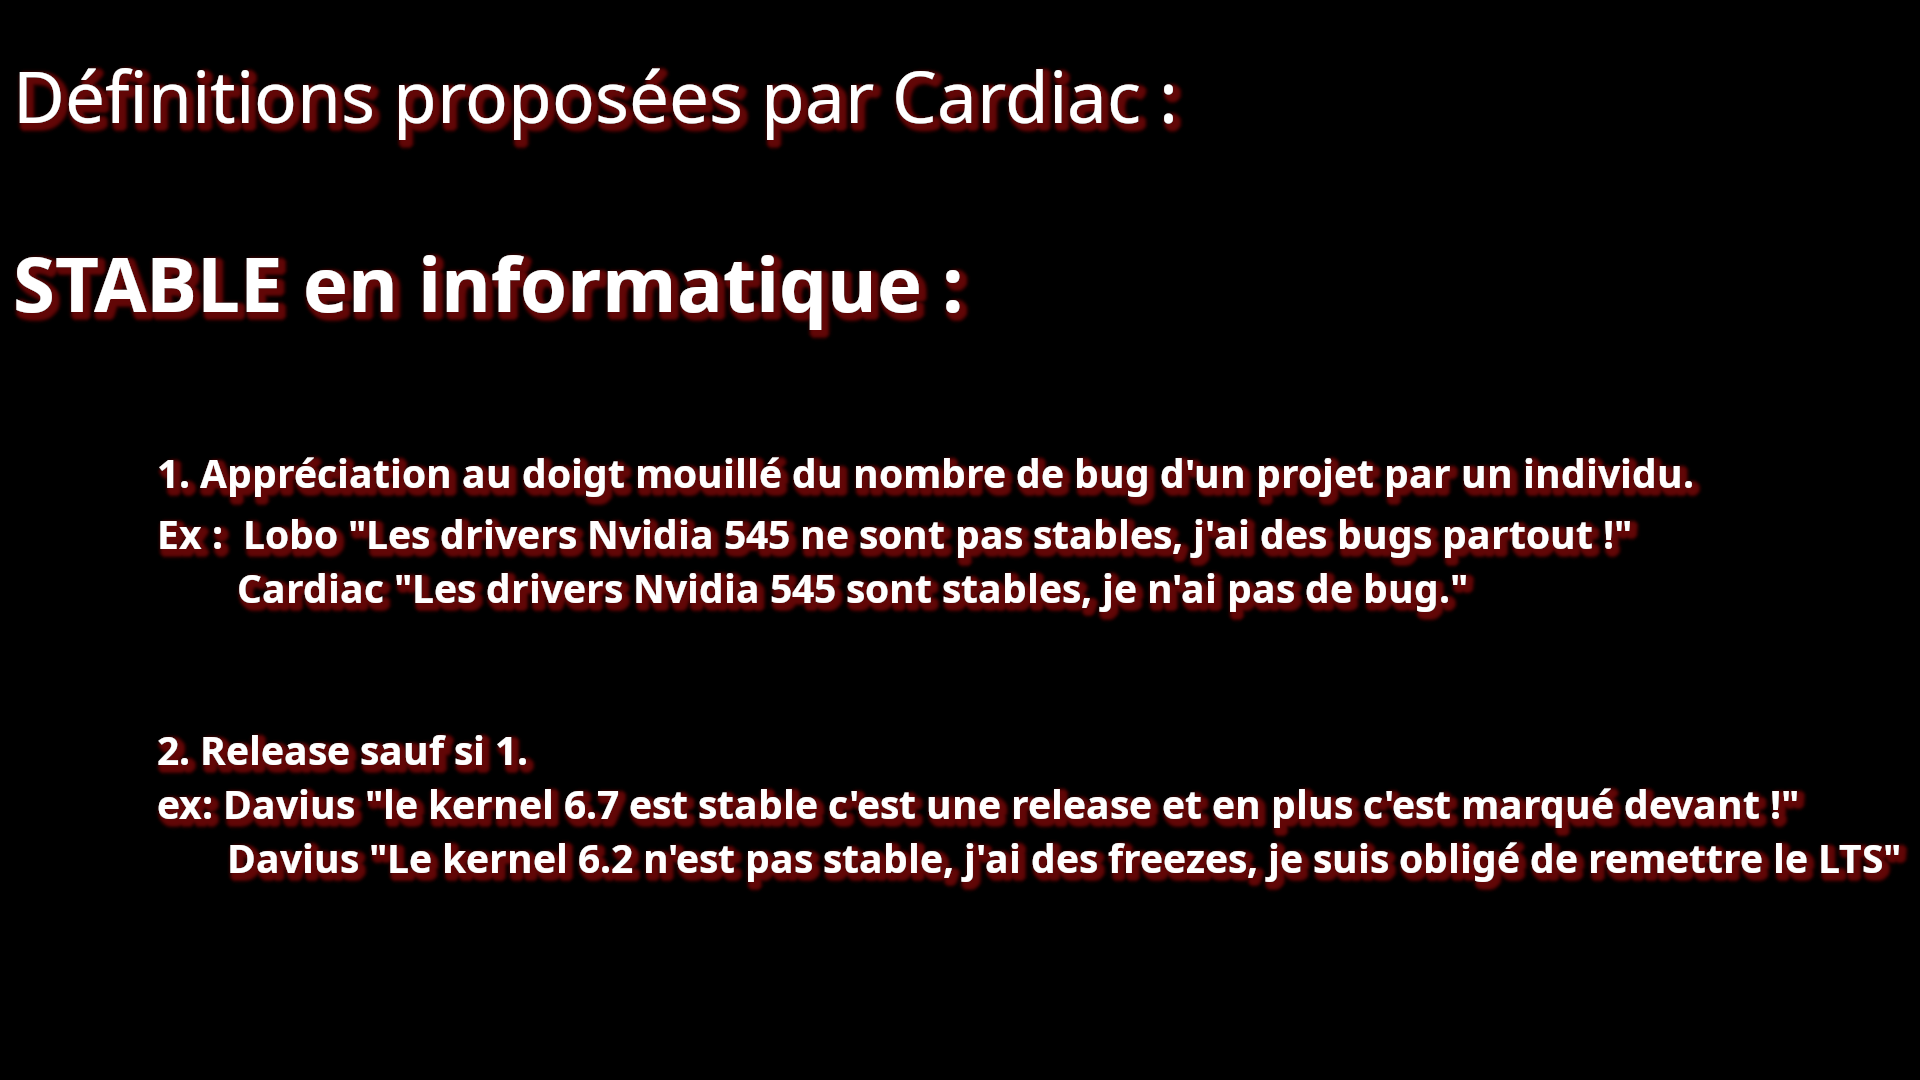 Définitions proposées par Cardiac :
STABLE en informatique :
1. Appréciation au doigt mouillé du nombre de bug d'un projet par un individu.
Ex :  Lobo "Les drivers Nvidia 545 ne sont pas stables, j'ai des bugs partout !"
Cardiac "Les drivers Nvidia 545 sont stables, je n'ai pas de bug."
2. Release sauf si 1.
ex: Davius "le kernel 6.7 est stable c'est une release et en plus c'est marqué devant !"
Davius "Le kernel 6.2 n'est pas stable, j'ai des freezes, je suis obligé de remettre le LTS"